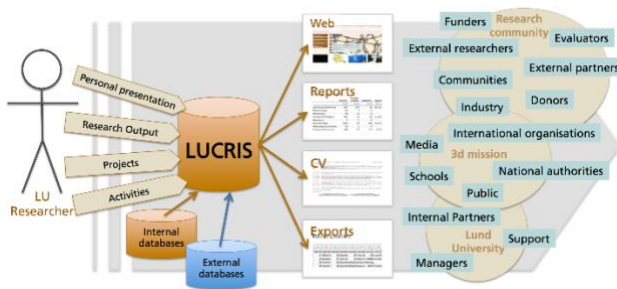 Personal presentation
Research Output
Projects
Activities
LU
Researcher
LUCRIS
Internal
databases
External
databases
Web
Reports
CV
Exports
Funders
Research
community
Evaluators
External researchers
External partners
Communities
Donors
Industry
International organisations
Media
3d mission
National authorities
Schools
Public
Internal Partners
Lund
University
Support
Managers